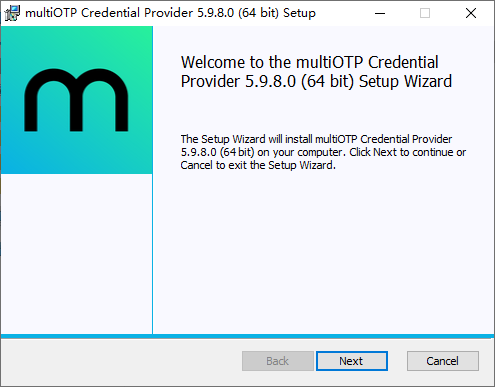 multiOTP Credential Provider 5.9.8.0 (64 bit) Setup
Welcome to the multiOTP Credential
Provider 5.9.8.0 (64 bit) Setup Wizard
The Setup Wizard will install multiOTP Credential Provider
5.9.8.0 (64 bit) on your computer. Click Next to continue or
Cancel to exit the Setup Wizard.
m
Back
Next
Cancel